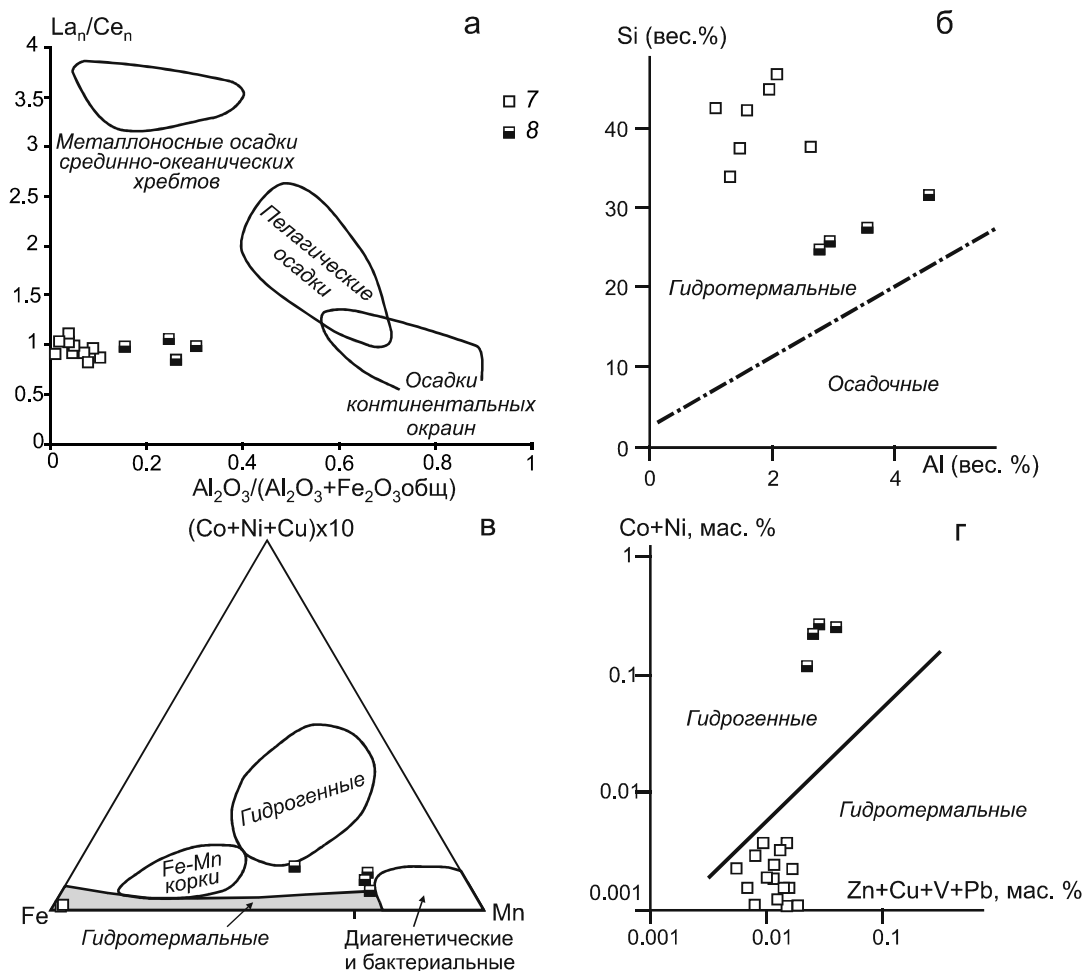 а
La_n/Ce_n
4
3.5
3
2.5
2
1.5
1
0.5
0
0
0.2
0.4
0.6
0.8
1
Al₂O₃/(Al₂O₃+Fe₂O₃общ)
Металлоносные осадки
срединно-океанических
хребтов
Пелагические
осадки
Осадки
континентальных
окраин
7
8
б
Si (вес.%)
40
30
20
10
0
0
2
4
Al (вес. %)
Гидротермальные
Осадочные
в
(Co+Ni+Cu)x10
Гидрогенные
Fe-Mn
корки
Fe
Mn
Гидротермальные
Диагенетические
и бактериальные
г
Co+Ni, мас. %
1
0.1
0.01
0.001
0.001
0.01
0.1
Zn+Cu+V+Pb, мас. %
Гидрогенные
Гидротермальные